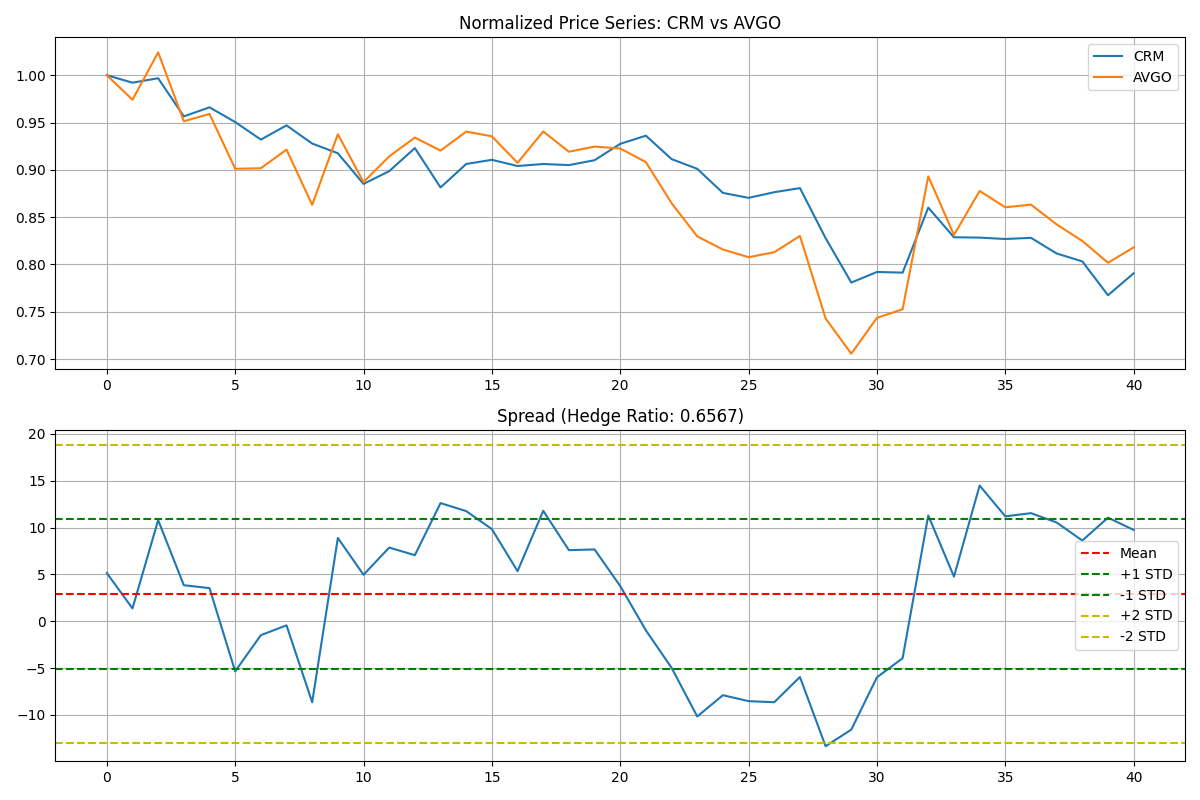 Normalized Price Series: CRM vs AVGO
CRM
AVGO
1.00
0.95
0.90
0.85
0.80
0.75
0.70
0 5 10 15 20 25 30 35 40
Spread (Hedge Ratio: 0.6567)
20
15
10
5
0
−5
−10
Mean
+1 STD
-1 STD
+2 STD
-2 STD
0 5 10 15 20 25 30 35 40